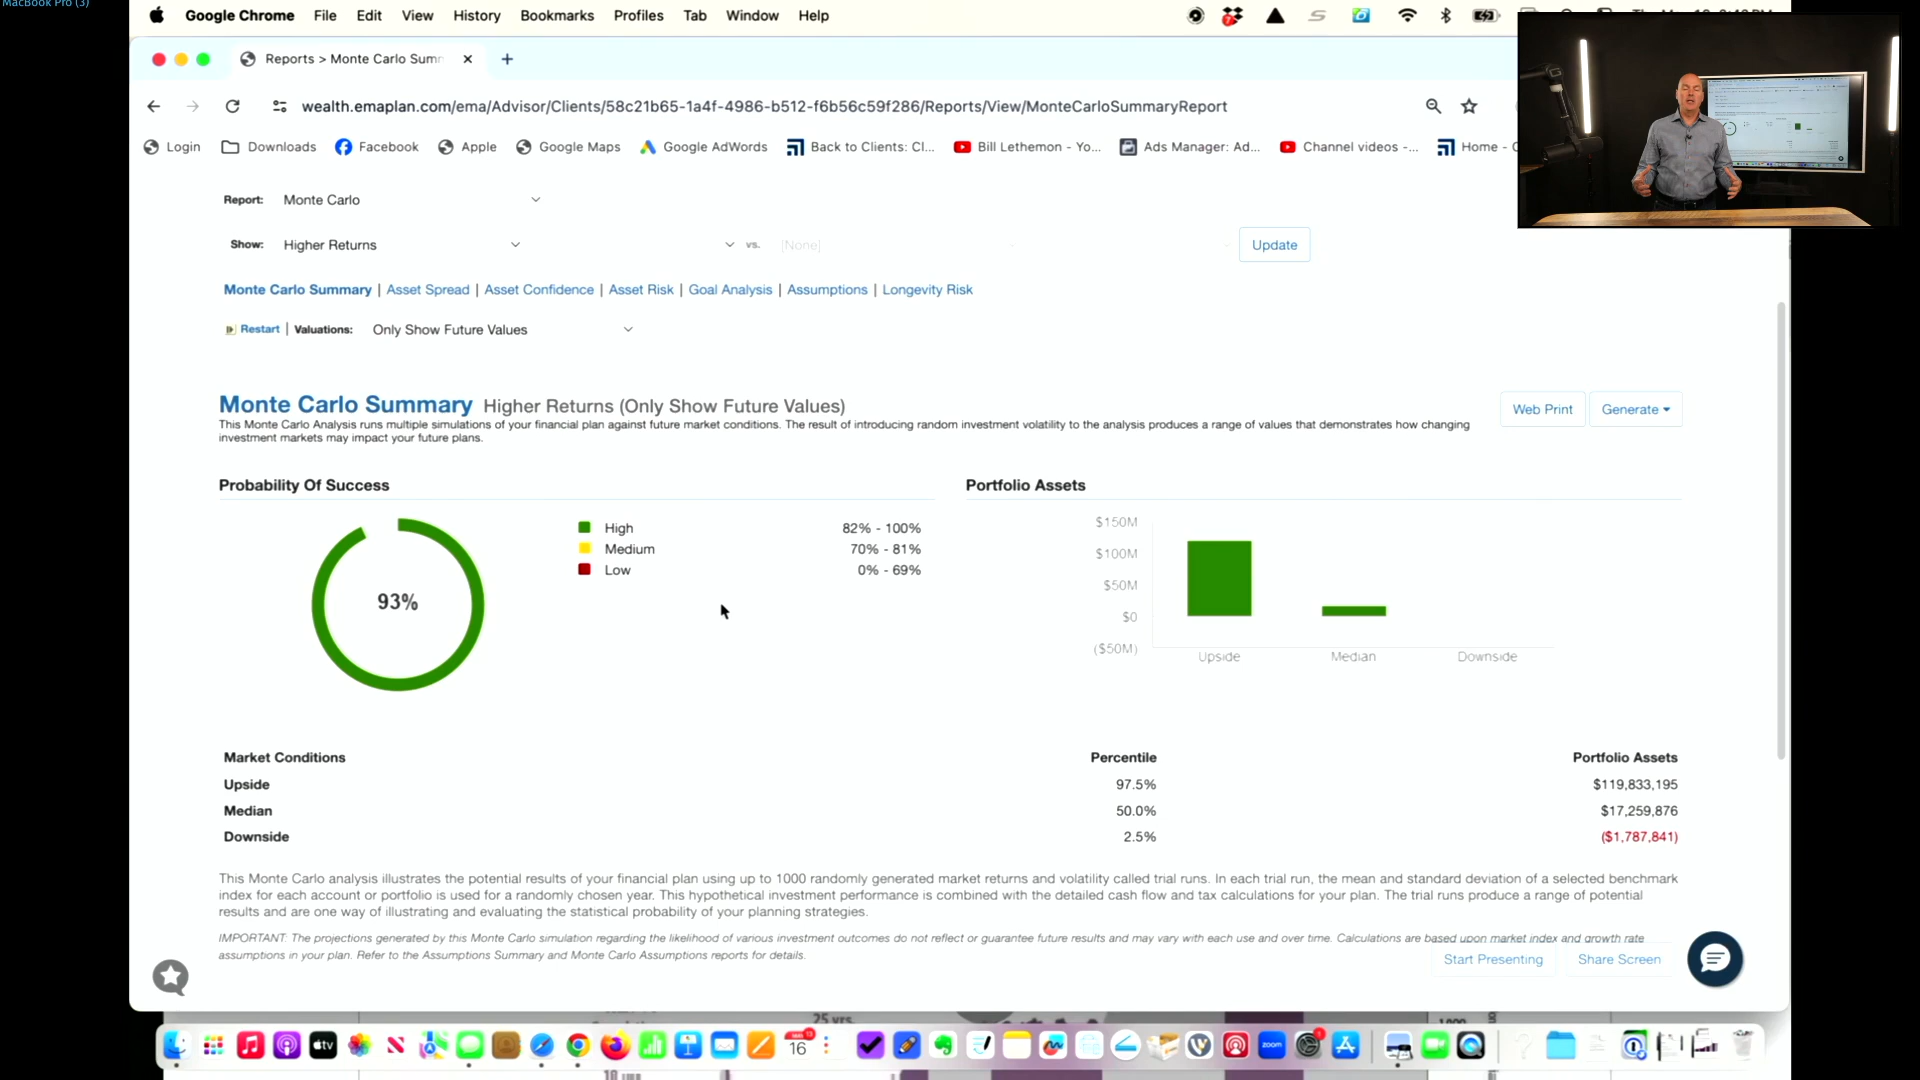 MacBook Pro (3)
Google Chrome File Edit View History Bookmarks Profiles Tab Window Help
Reports > Monte Carlo Sum
wealth.emaplan.com/ema/Advisor/Clients/58c21b65-1a4f-4986-b512-f6b56c59f286/Reports/View/MonteCarloSummaryReport
Login Downloads Facebook Apple Google Maps Google AdWords Back to Clients: Cl... Bill Lethemon - Yo... Ads Manager: Ad... Channel videos -... Home - C
Report: Monte Carlo
Show: Higher Returns vs. [None] Update
Monte Carlo Summary | Asset Spread | Asset Confidence | Asset Risk | Goal Analysis | Assumptions | Longevity Risk
Restart | Valuations: Only Show Future Values
Monte Carlo Summary Higher Returns (Only Show Future Values)
Web Print Generate
This Monte Carlo Analysis runs multiple simulations of your financial plan against future market conditions. The result of introducing random investment volatility to the analysis produces a range of values that demonstrates how changing
investment markets may impact your future plans.
Probability Of Success
93%
High 82% - 100%
Medium 70% - 81%
Low 0% - 69%
Portfolio Assets
$150M
$100M
$50M
$0
($50M)
Upside Median Downside
Market Conditions Percentile Portfolio Assets
Upside 97.5% $119,833,195
Median 50.0% $17,259,876
Downside 2.5% ($1,787,841)
This Monte Carlo analysis illustrates the potential results of your financial plan using up to 1000 randomly generated market returns and volatility called trial runs. In each trial run, the mean and standard deviation of a selected benchmark
index for each account or portfolio is used for a randomly chosen year. This hypothetical investment performance is combined with the detailed cash flow and tax calculations for your plan. The trial runs produce a range of potential
results and are one way of illustrating and evaluating the statistical probability of your planning strategies.
IMPORTANT: The projections generated by this Monte Carlo simulation regarding the likelihood of various investment outcomes do not reflect or guarantee future results and may vary with each use and over time. Calculations are based upon market index and growth rate
assumptions in your plan. Refer to the Assumptions Summary and Monte Carlo Assumptions reports for details.
Start Presenting Share Screen
25 yrs.
tv 16 zoom